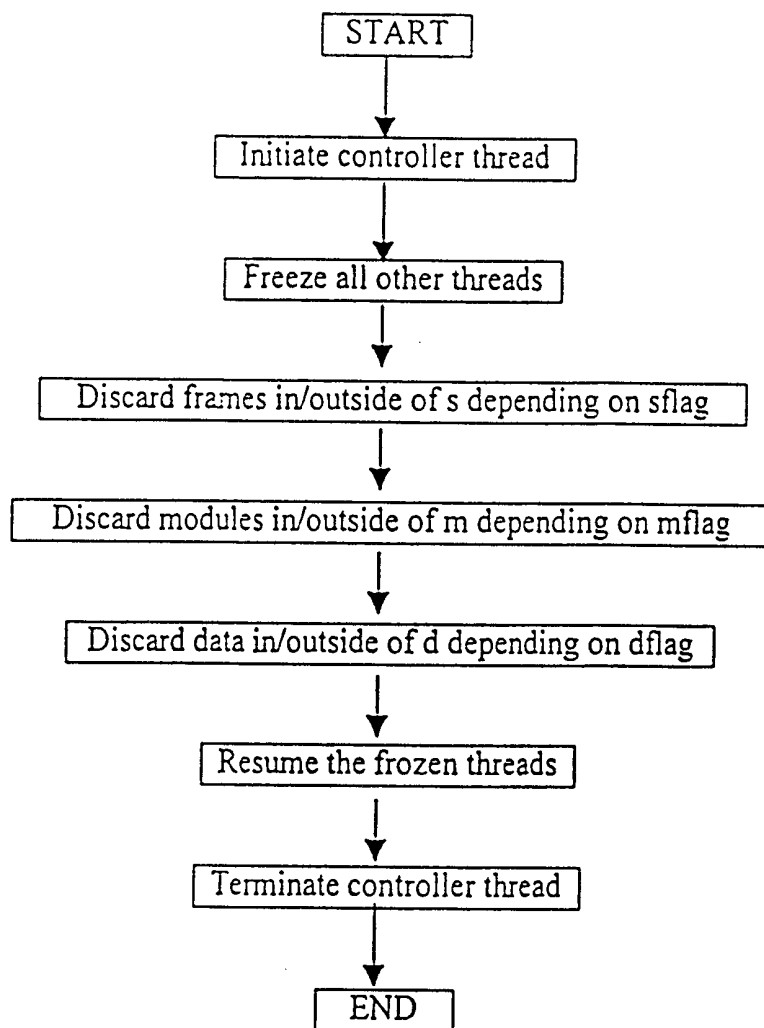 START
Initiate controller thread
Freeze all other threads
Discard frames in/outside of s depending on sflag
Discard modules in/outside of m depending on mflag
Discard data in/outside of d depending on dflag
Resume the frozen threads
Terminate controller thread
END